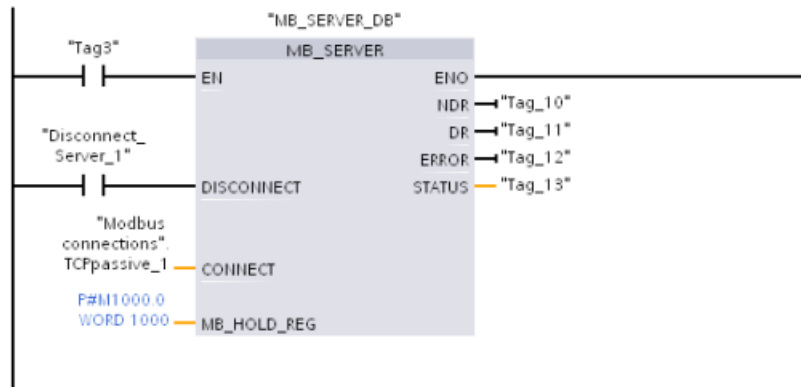 "MB_SERVER_DB"
"Tag3"
MB_SERVER
EN
ENO
NDR
"Tag_10"
DR
"Tag_11"
ERROR
"Tag_12"
"Disconnect_
Server_1"
DISCONNECT
STATUS
"Tag_13"
"Modbus
connections".
TCPpassive_1
CONNECT
P#M1000.0
WORD 1000
MB_HOLD_REG